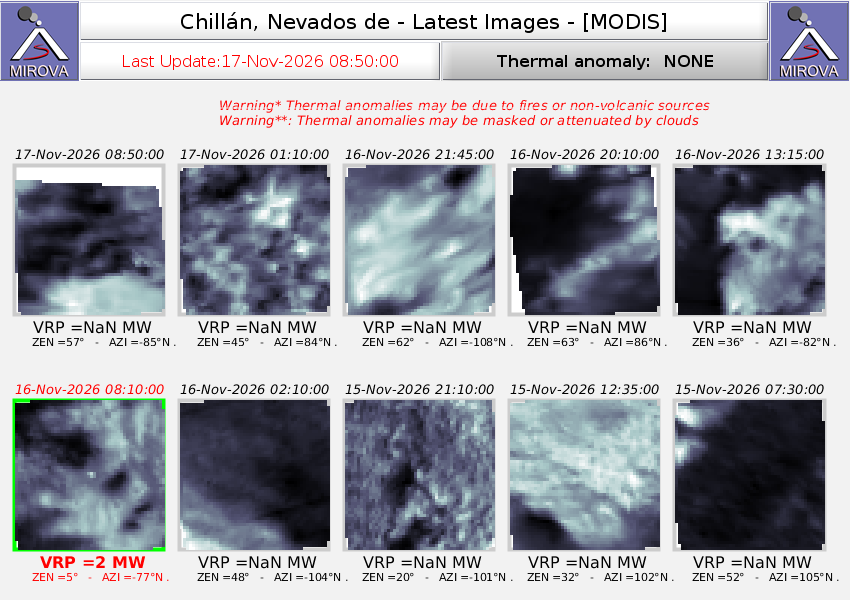 Chillán, Nevados de - Latest Images - [MODIS]
MIROVA
Last Update:17-Nov-2026 08:50:00
Thermal anomaly: NONE
MIROVA
Warning* Thermal anomalies may be due to fires or non-volcanic sources
Warning**: Thermal anomalies may be masked or attenuated by clouds
17-Nov-2026 08:50:00 17-Nov-2026 01:10:00 16-Nov-2026 21:45:00 16-Nov-2026 20:10:00 16-Nov-2026 13:15:00
VRP =NaN MW VRP =NaN MW VRP =NaN MW VRP =NaN MW VRP =NaN MW
ZEN =57° - AZI =-85°N . ZEN =45° - AZI =84°N . ZEN =62° - AZI =-108°N . ZEN =63° - AZI =86°N . ZEN =36° - AZI =-82°N .
16-Nov-2026 08:10:00 16-Nov-2026 02:10:00 15-Nov-2026 21:10:00 15-Nov-2026 12:35:00 15-Nov-2026 07:30:00
VRP =2 MW VRP =NaN MW VRP =NaN MW VRP =NaN MW VRP =NaN MW
ZEN =5° - AZI =-77°N . ZEN =48° - AZI =-104°N . ZEN =20° - AZI =-101°N . ZEN =32° - AZI =102°N . ZEN =52° - AZI =105°N .